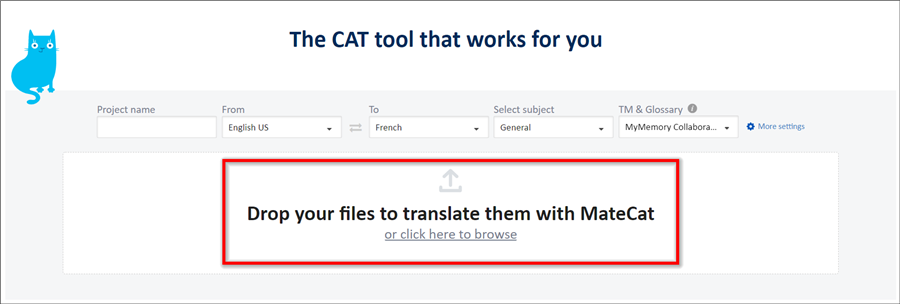 The CAT tool that works for you
Project name From To Select subject TM & Glossary i
English US French General MyMemory Collabora... More settings
Drop your files to translate them with MateCat
or click here to browse